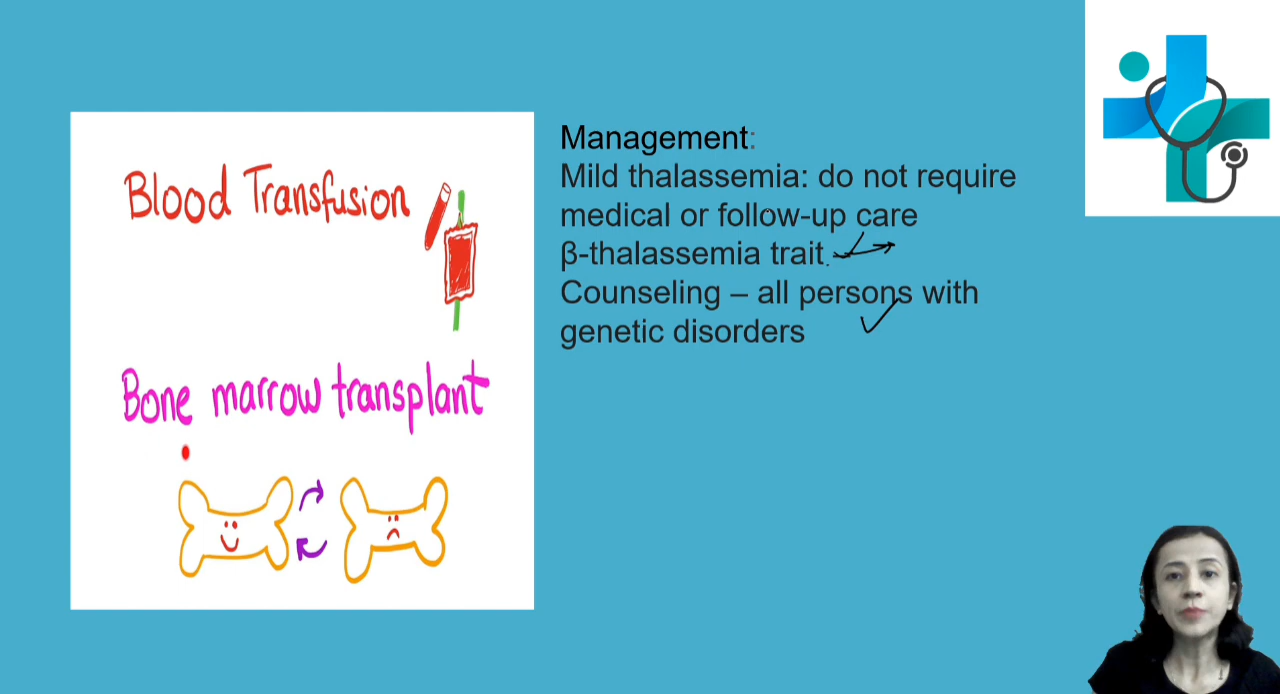 Blood Transfusion
Bone marrow transplant
Management:
Mild thalassemia: do not require
medical or follow-up care
β-thalassemia trait.
Counseling – all persons with
genetic disorders